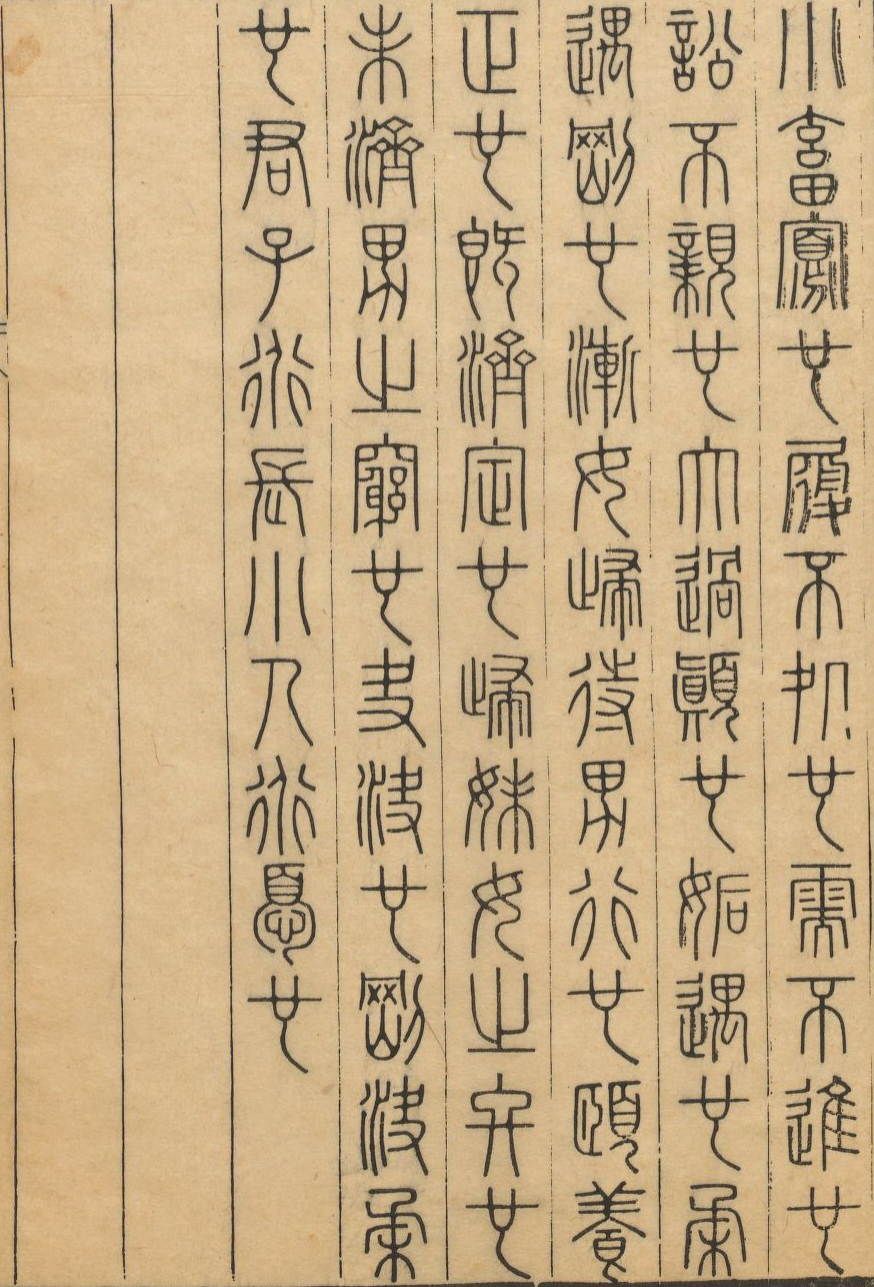 小畜寡也履不処也需不進也
訟不親也大過顛也姤遇也柔
遇剛也漸女歸待男行也頤養
正也既濟定也歸妹女之終也
未濟男之窮也夬決也剛決柔
也君子道長小人道憂也